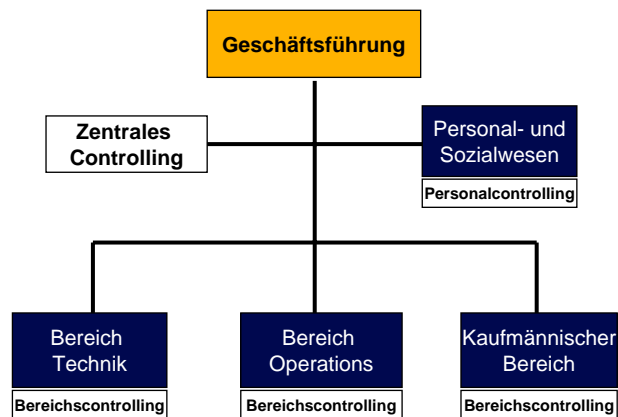 Geschäftsführung
Zentrales
Controlling
Personal- und
Sozialwesen
Personalcontrolling
Bereich
Technik
Bereichscontrolling
Bereich
Operations
Bereichscontrolling
Kaufmännischer
Bereich
Bereichscontrolling